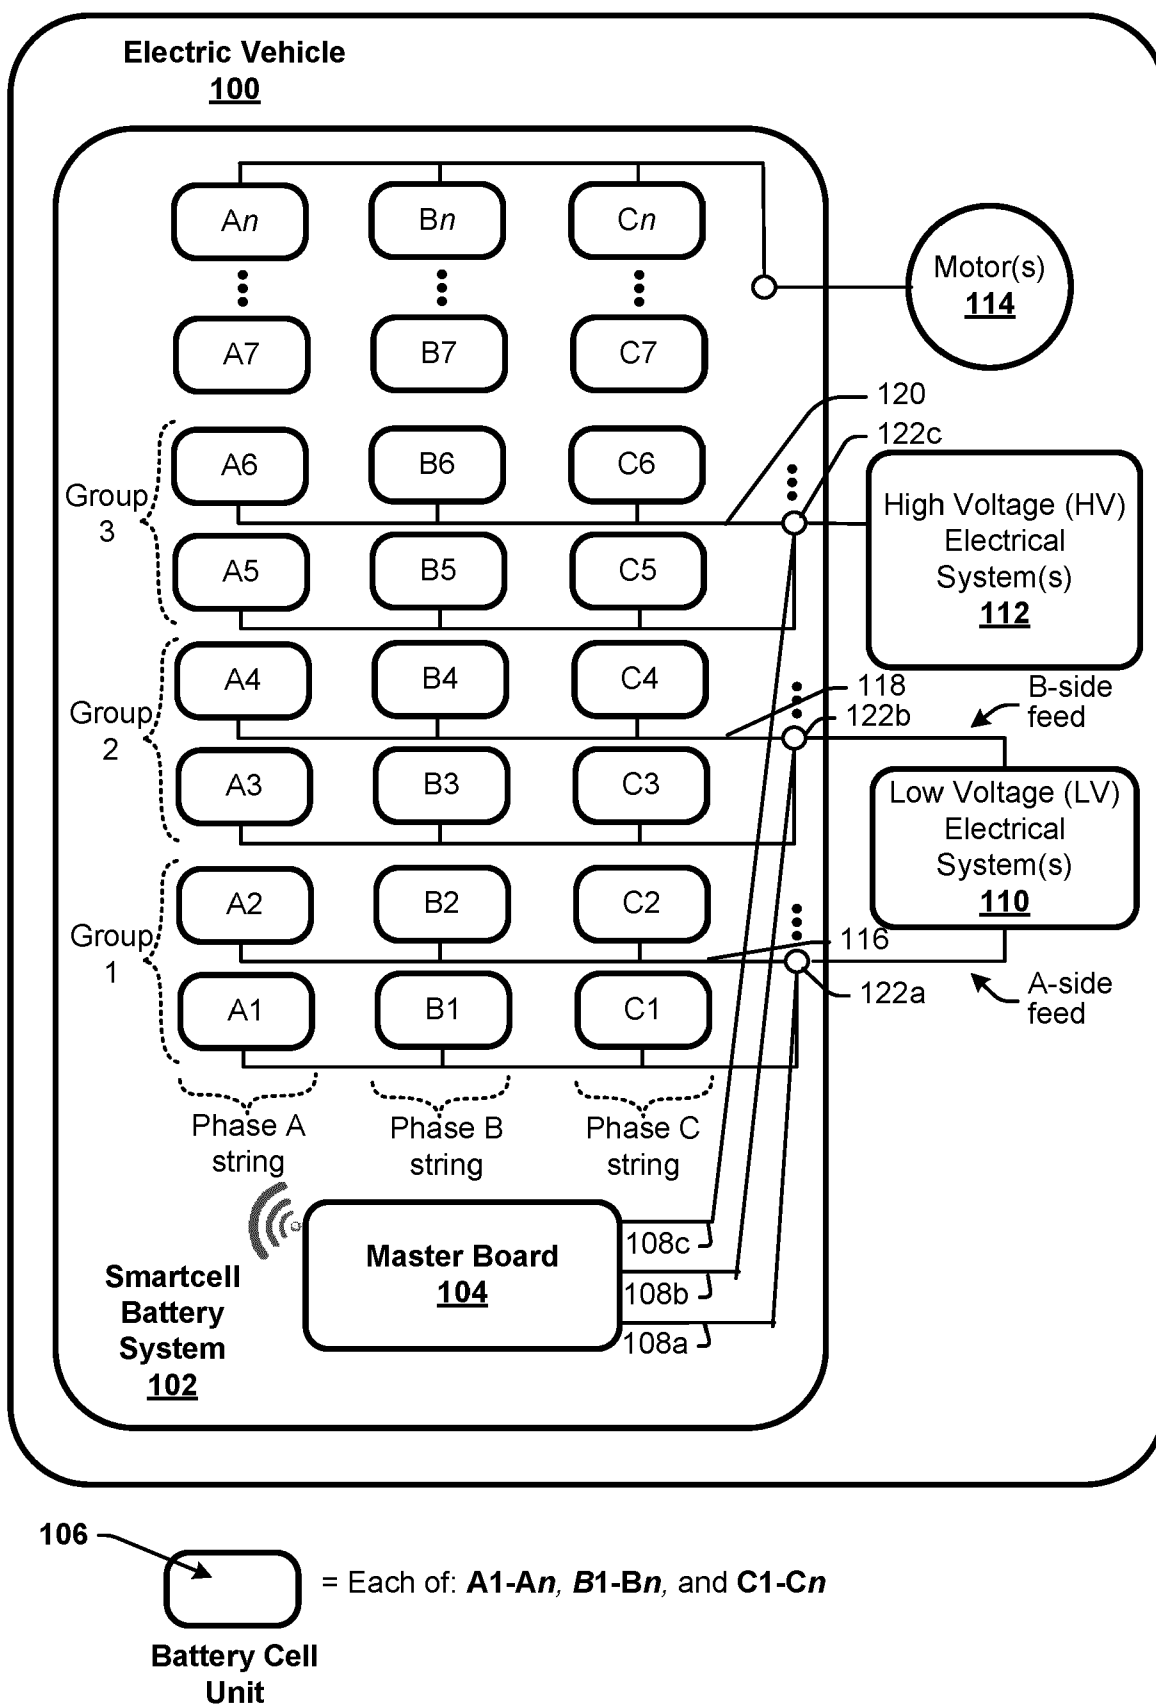 Electric Vehicle
100
An
Bn
Cn
Motor(s)
114
A7
B7
C7
120
122c
Group
3
A6
B6
C6
High Voltage (HV)
Electrical
System(s)
112
A5
B5
C5
Group
2
A4
B4
C4
118
122b
B-side
feed
A3
B3
C3
Low Voltage (LV)
Electrical
System(s)
110
Group
1
A2
B2
C2
116
122a
A-side
feed
A1
B1
C1
Phase A
string
Phase B
string
Phase C
string
Master Board
104
108c
108b
108a
Smartcell
Battery
System
102
106
= Each of: A1-An, B1-Bn, and C1-Cn
Battery Cell
Unit